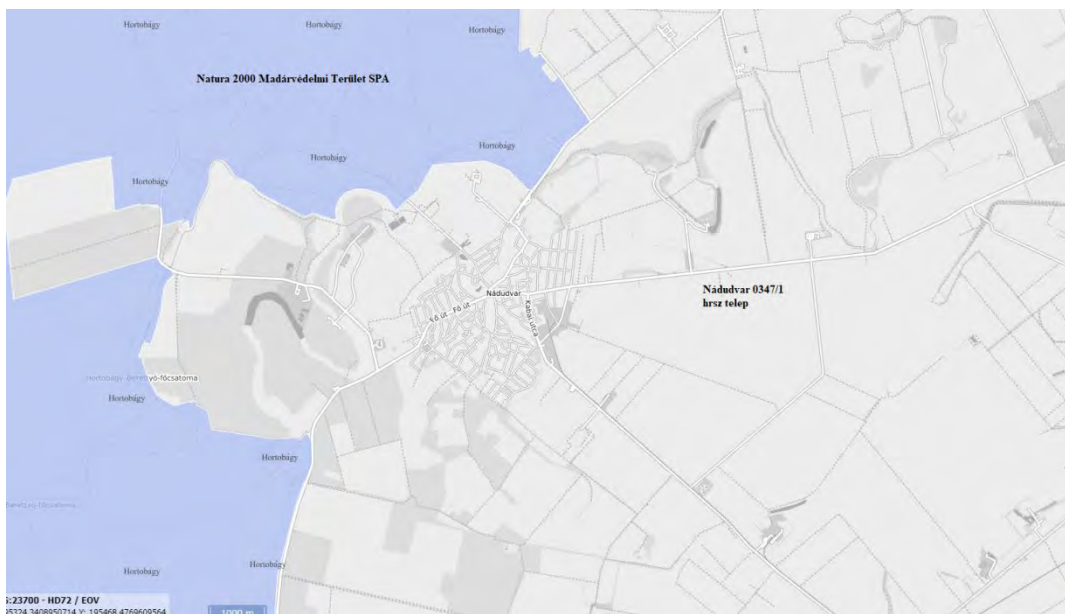 Hortobágy
Hortobágy
Hortobágy
Natura 2000 Madárvédelmi Terület SPA
Hortobágy
Hortobágy
Hortobágy
Nádudvar 0347/1
hrsz telep
Nádudvar
Fő út - Fő út
Kabai utca
Hortobágy-Berettyó-főcsatorna
Hortobágy
Hortobágy
Hortobágy
Hortobágy
:23700 - HD72 / EOV
1000 m